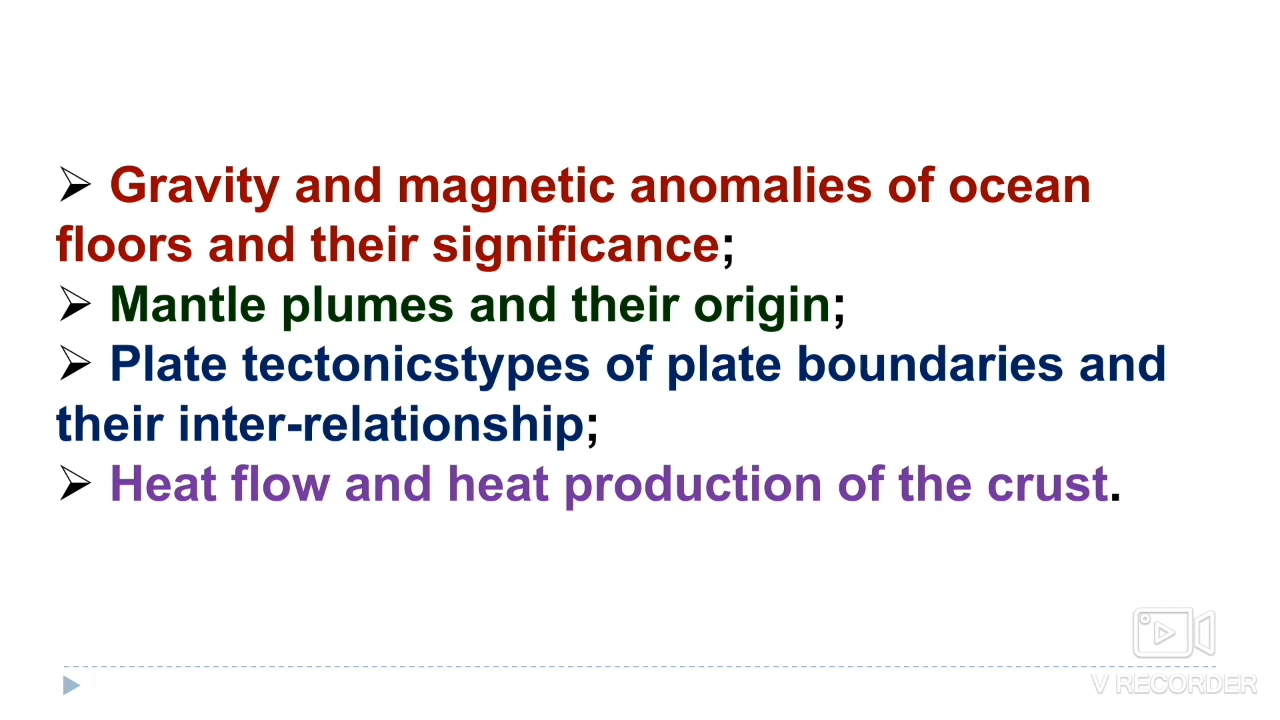 ➢ Gravity and magnetic anomalies of ocean
floors and their significance;
➢ Mantle plumes and their origin;
➢ Plate tectonicstypes of plate boundaries and
their inter-relationship;
➢ Heat flow and heat production of the crust.
V RECORDER